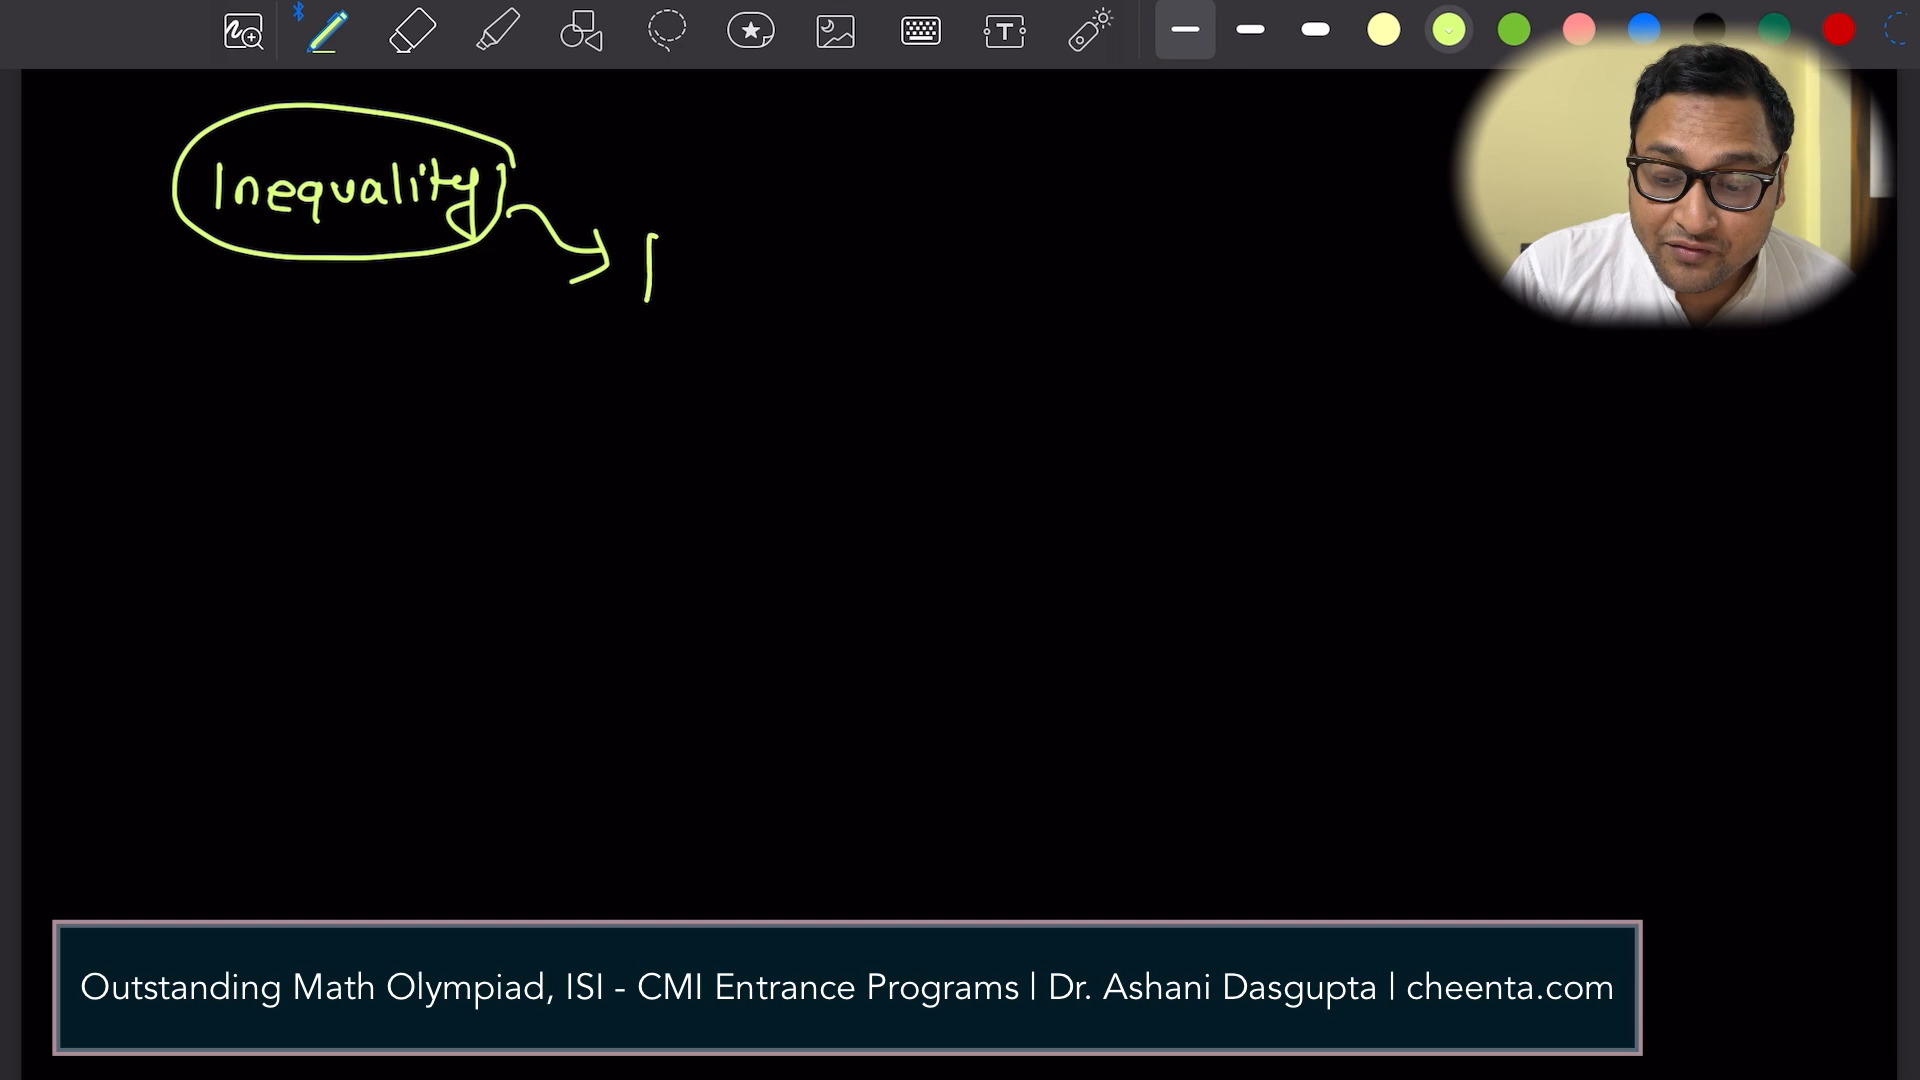 Inequality
Outstanding Math Olympiad, ISI - CMI Entrance Programs | Dr. Ashani Dasgupta | cheenta.com